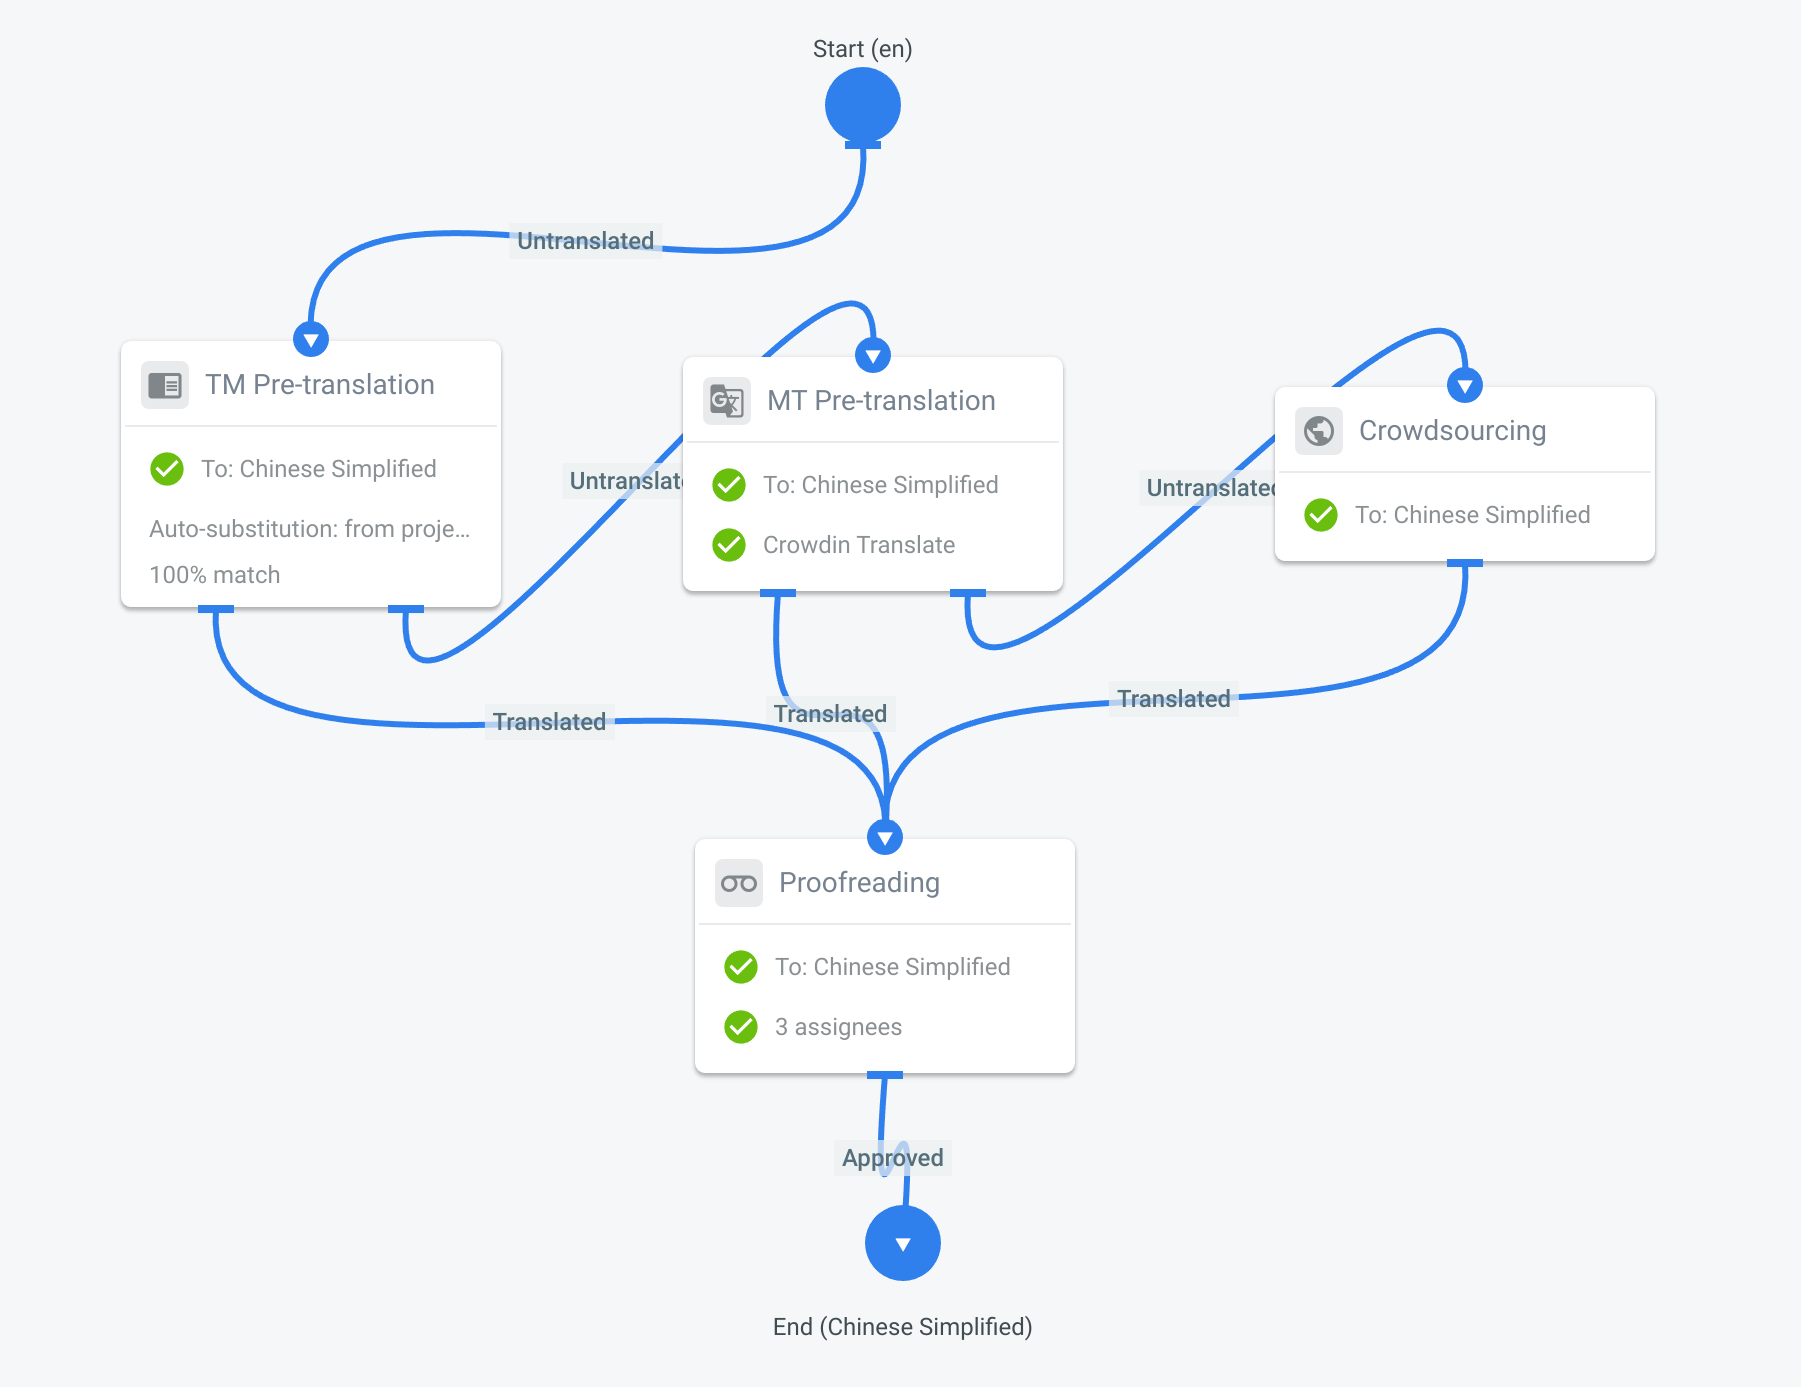 Start (en)
Untranslated
TM Pre-translation
To: Chinese Simplified
Auto-substitution: from proje...
100% match
Untranslat
MT Pre-translation
To: Chinese Simplified
Crowdin Translate
Untranslated
Crowdsourcing
To: Chinese Simplified
Translated
Translated
Translated
Proofreading
To: Chinese Simplified
3 assignees
Approved
End (Chinese Simplified)